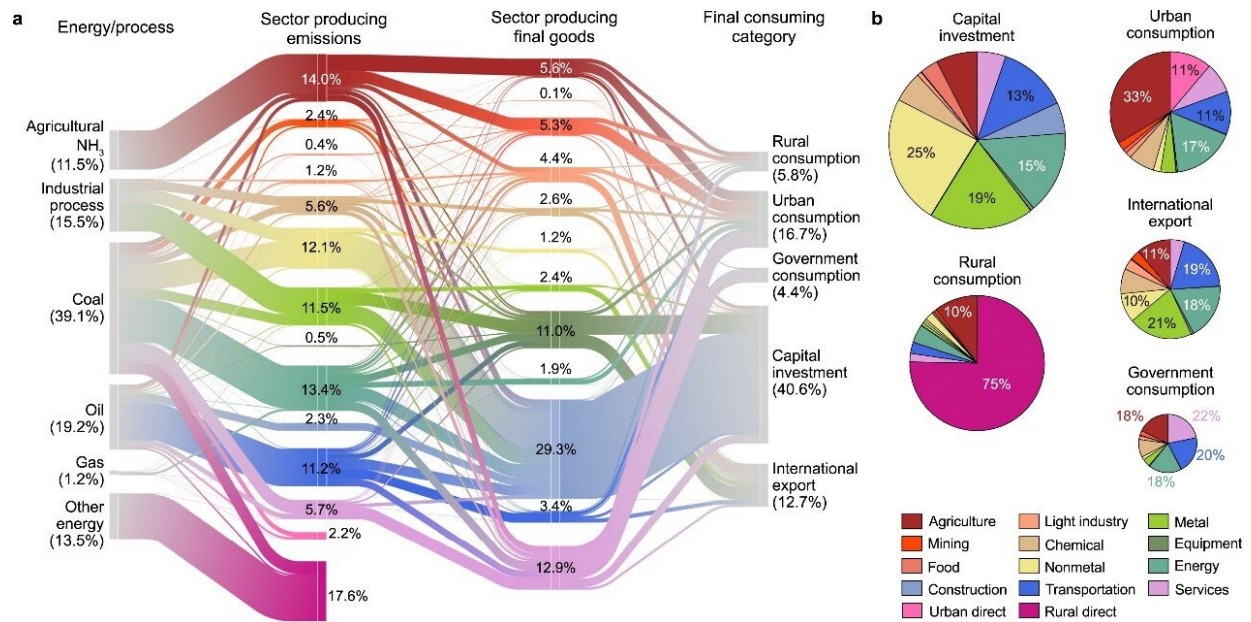 a
Energy/process
Sector producing
emissions
Sector producing
final goods
Final consuming
category
Agricultural
NH3
(11.5%)
Industrial
process
(15.5%)
Coal
(39.1%)
Oil
(19.2%)
Gas
(1.2%)
Other
energy
(13.5%)
14.0%
2.4%
0.4%
1.2%
5.6%
12.1%
11.5%
0.5%
13.4%
2.3%
11.2%
5.7%
2.2%
17.6%
5.6%
0.1%
5.3%
4.4%
2.6%
1.2%
2.4%
11.0%
1.9%
29.3%
3.4%
12.9%
Rural
consumption
(5.8%)
Urban
consumption
(16.7%)
Government
consumption
(4.4%)
Capital
investment
(40.6%)
International
export
(12.7%)
b
Capital
investment
13%
15%
19%
25%
Urban
consumption
11%
11%
17%
33%
International
export
11%
19%
18%
21%
10%
Rural
consumption
10%
75%
Government
consumption
18%
22%
20%
18%
Agriculture
Mining
Food
Construction
Urban direct
Light industry
Chemical
Nonmetal
Transportation
Rural direct
Metal
Equipment
Energy
Services